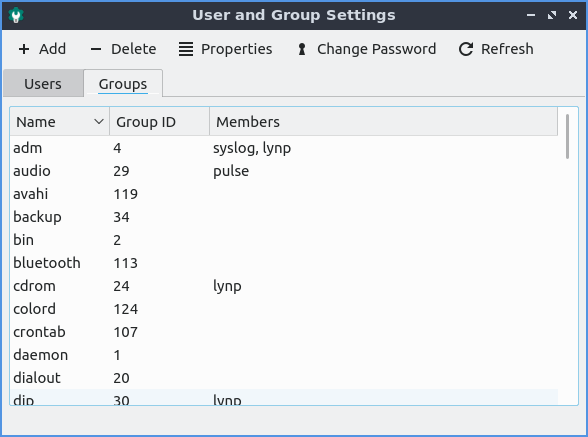 User and Group Settings
Add Delete Properties Change Password Refresh
Users Groups
Name Group ID Members
adm 4 syslog, lynp
audio 29 pulse
avahi 119
backup 34
bin 2
bluetooth 113
cdrom 24 lynp
colord 124
crontab 107
daemon 1
dialout 20
dip 30 lynp